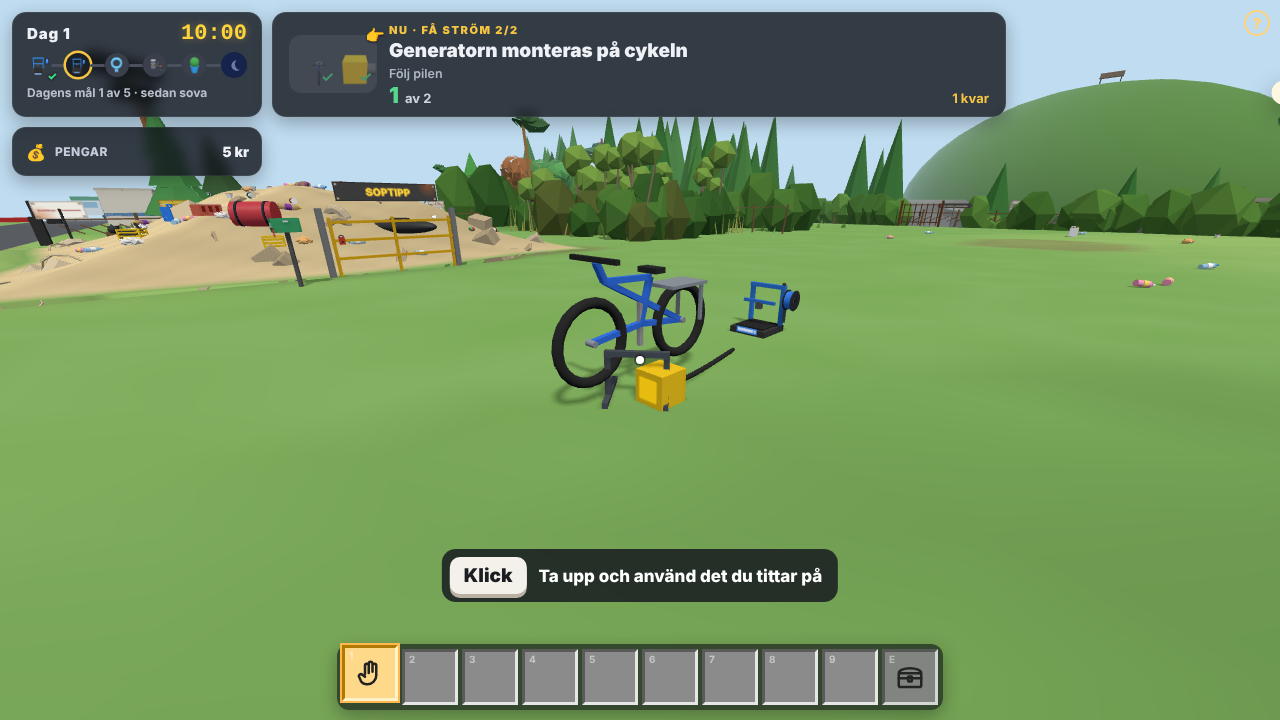 Dag 1
10:00
Dagens mål 1 av 5 · sedan sova
PENGAR
5 kr
NU · FÅ STRÖM 2/2
Generatorn monteras på cykeln
Följ pilen
1 av 2
1 kvar
SOPTIPP
Klick
Ta upp och använd det du tittar på
1
2
3
4
5
6
7
8
9
E